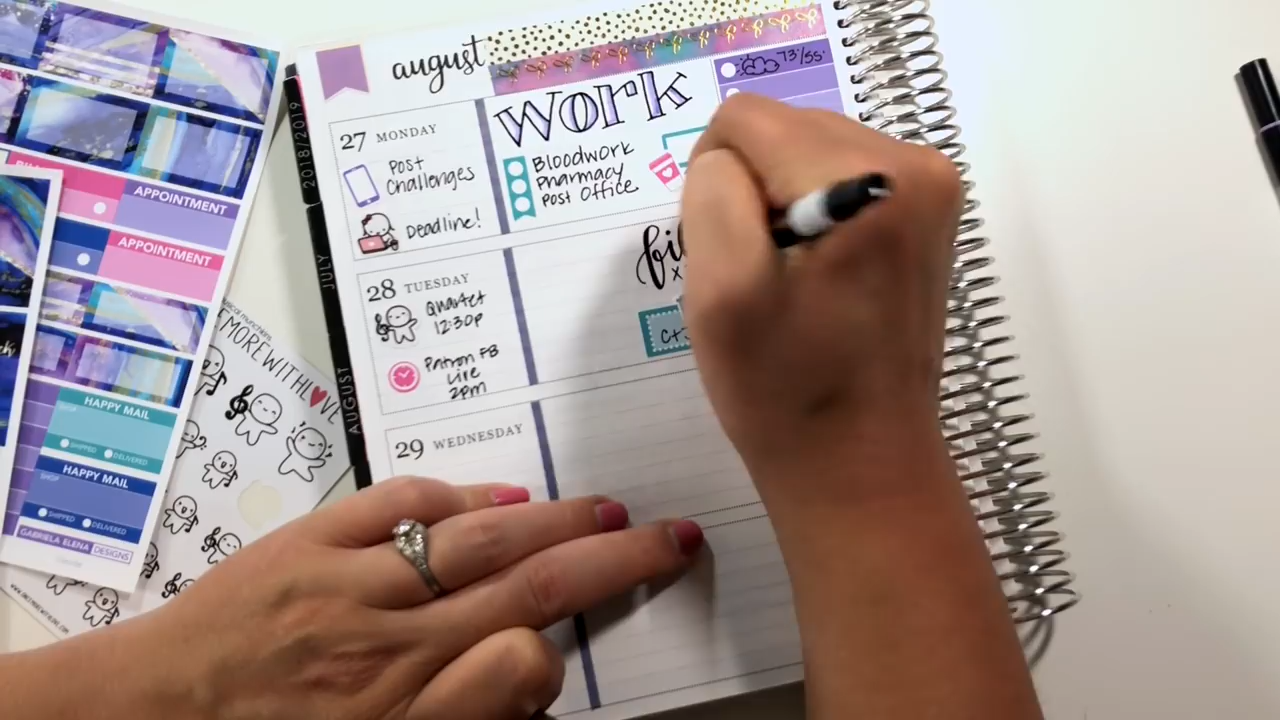 august
WORK
73°/55°
27 MONDAY
Post
Challenges
Deadline!
Bloodwork
Pharmacy
Post Office
28 TUESDAY
Quartet
12:30p
Patron FB
Live
2pm
29 WEDNESDAY
2018/2019
JULY
AUGUST
APPOINTMENT
APPOINTMENT
HAPPY MAIL
SHOP
SHIPPED DELIVERED
HAPPY MAIL
SHOP
SHIPPED DELIVERED
GABRIELA ELENA DESIGNS